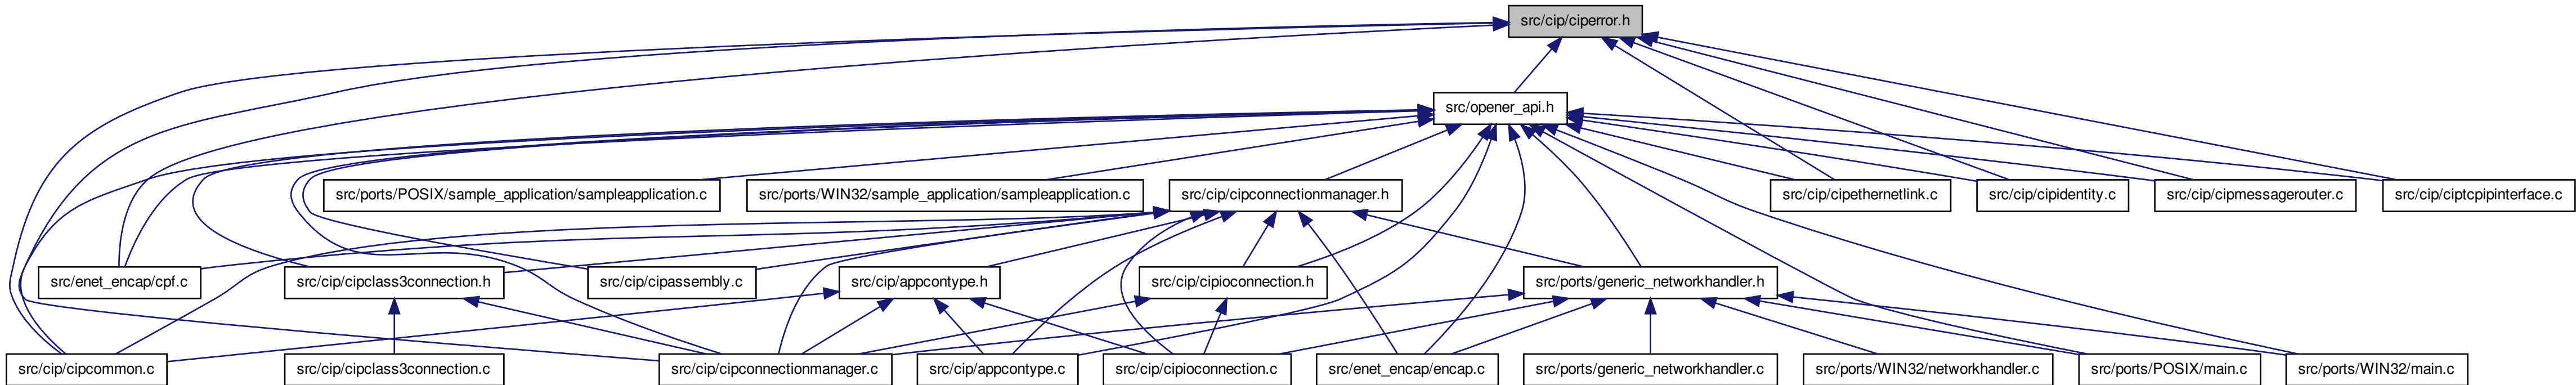 src/cip/ciperror.h
src/opener_api.h
src/ports/POSIX/sample_application/sampleapplication.c
src/ports/WIN32/sample_application/sampleapplication.c
src/cip/cipconnectionmanager.h
src/cip/cipethernetlink.c
src/cip/cipidentity.c
src/cip/cipmessagerouter.c
src/cip/ciptcpipinterface.c
src/enet_encap/cpf.c
src/cip/cipclass3connection.h
src/cip/cipassembly.c
src/cip/appcontype.h
src/cip/cipioconnection.h
src/ports/generic_networkhandler.h
src/cip/cipcommon.c
src/cip/cipclass3connection.c
src/cip/cipconnectionmanager.c
src/cip/appcontype.c
src/cip/cipioconnection.c
src/enet_encap/encap.c
src/ports/generic_networkhandler.c
src/ports/WIN32/networkhandler.c
src/ports/POSIX/main.c
src/ports/WIN32/main.c